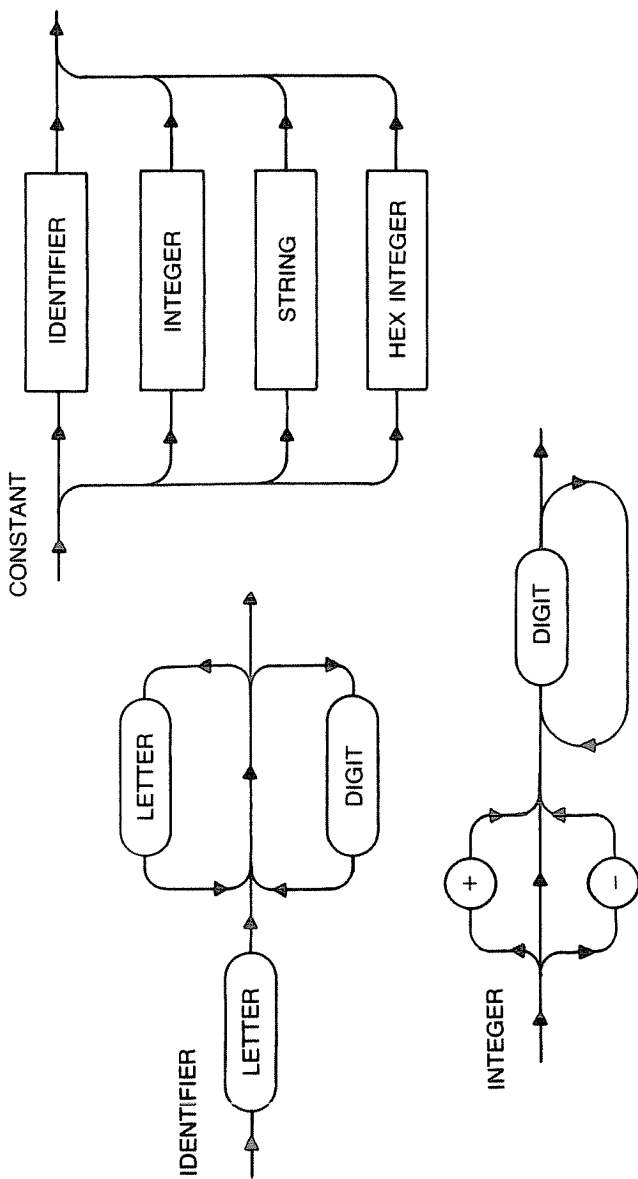 CONSTANT
IDENTIFIER
INTEGER
STRING
HEX INTEGER
IDENTIFIER
LETTER
LETTER
DIGIT
INTEGER
+
−
DIGIT